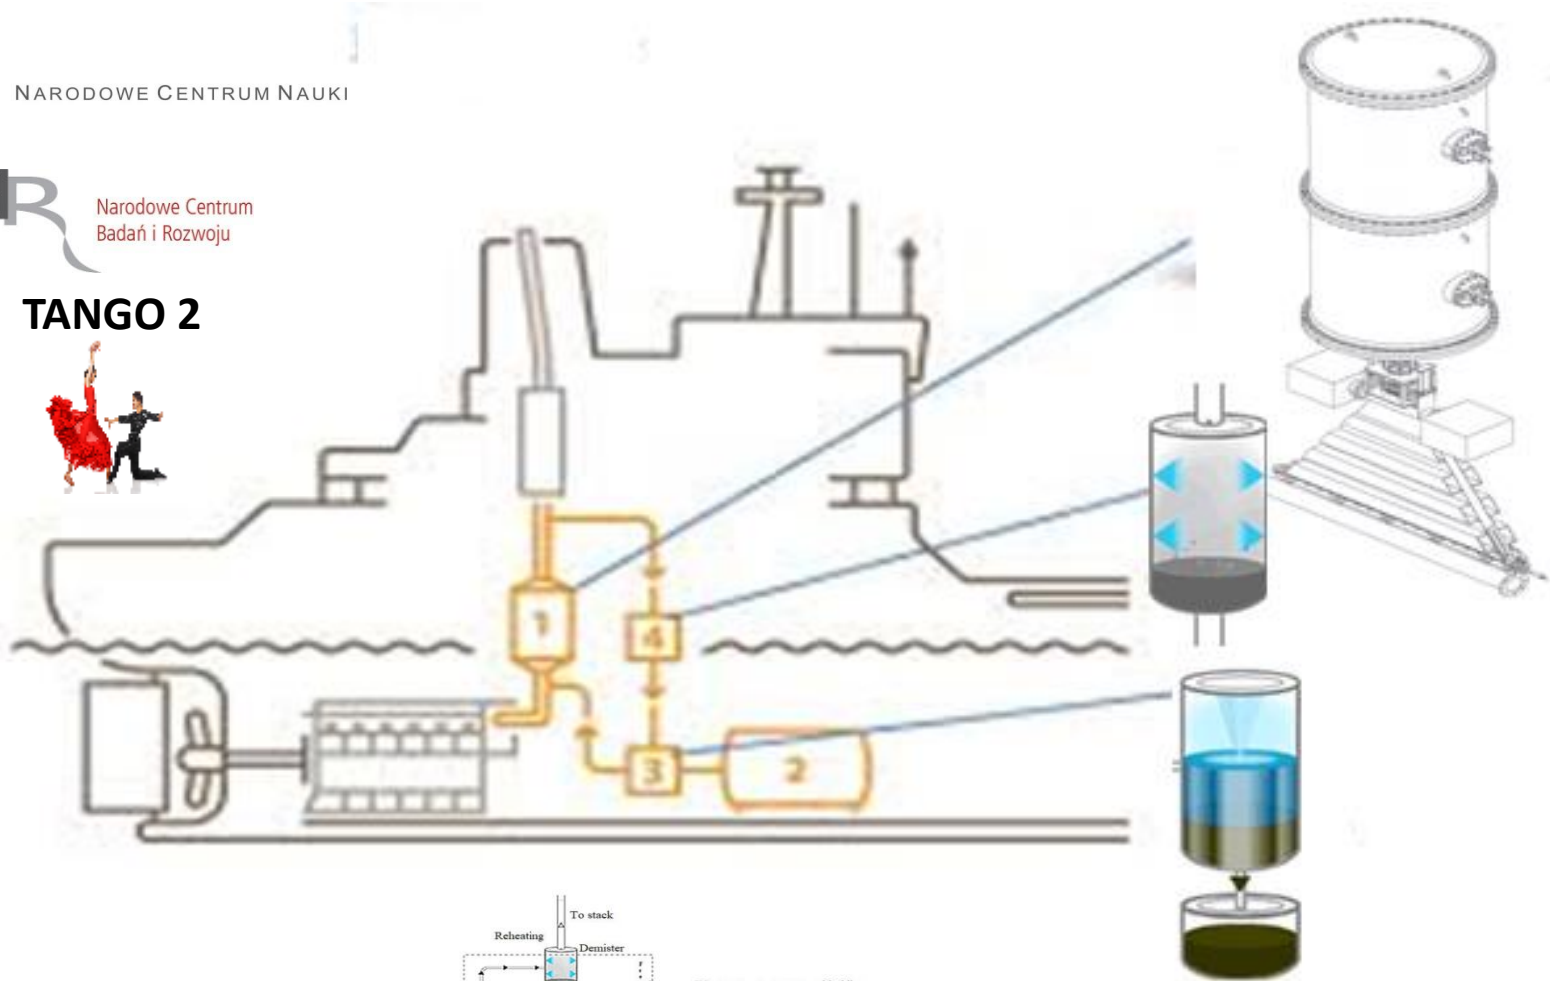 NARODOWE CENTRUM NAUKI
R
Narodowe Centrum
Badań i Rozwoju
TANGO 2
1
4
3
2
To stack
Reheating
Demister